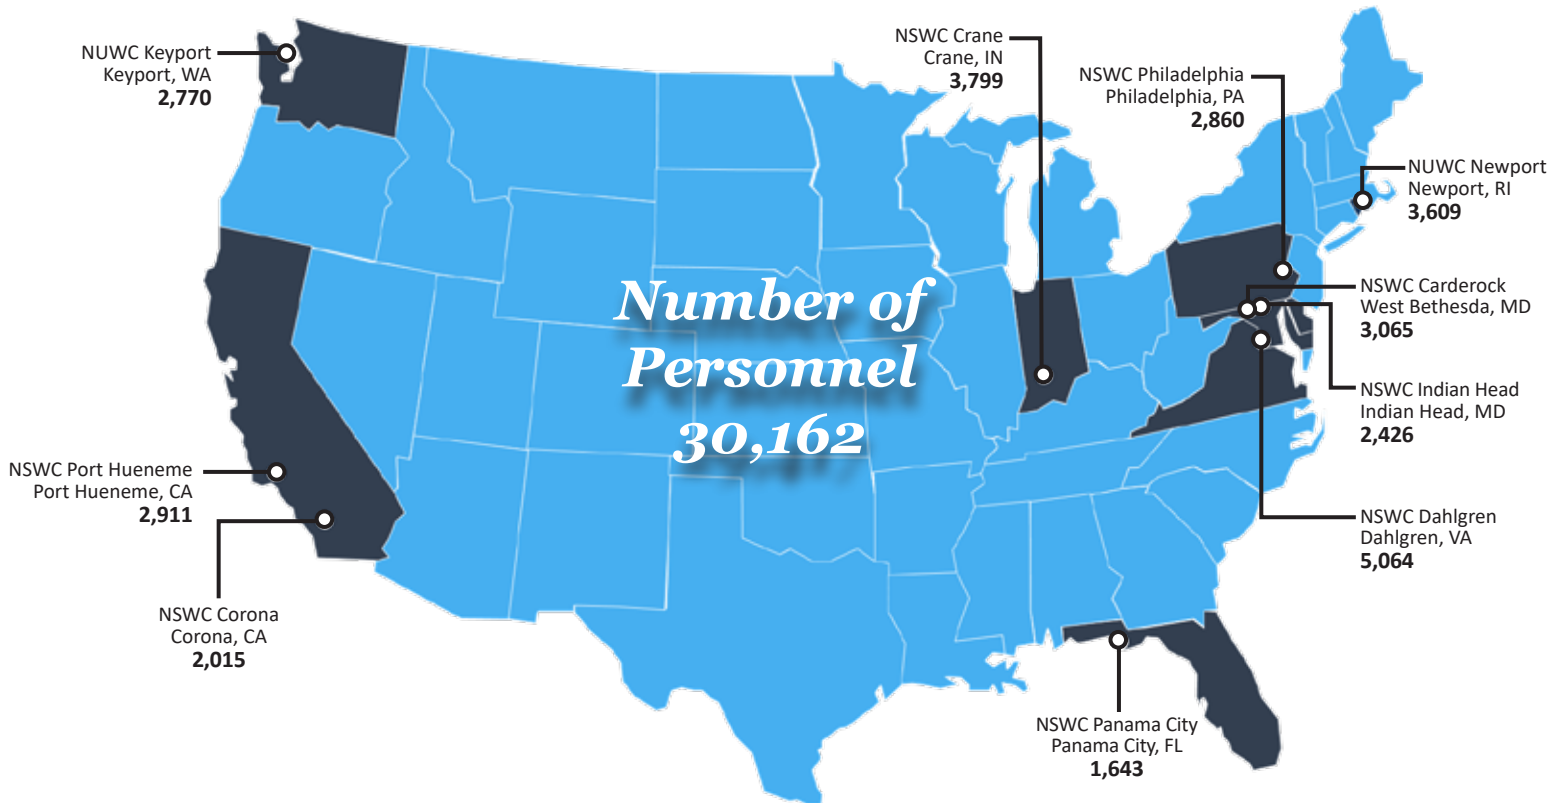 NUWC Keyport
Keyport, WA
2,770
NSWC Crane
Crane, IN
3,799
NSWC Philadelphia
Philadelphia, PA
2,860
NUWC Newport
Newport, RI
3,609
NSWC Carderock
West Bethesda, MD
3,065
NSWC Indian Head
Indian Head, MD
2,426
NSWC Dahlgren
Dahlgren, VA
5,064
Number of
Personnel
30,162
NSWC Port Hueneme
Port Hueneme, CA
2,911
NSWC Corona
Corona, CA
2,015
NSWC Panama City
Panama City, FL
1,643